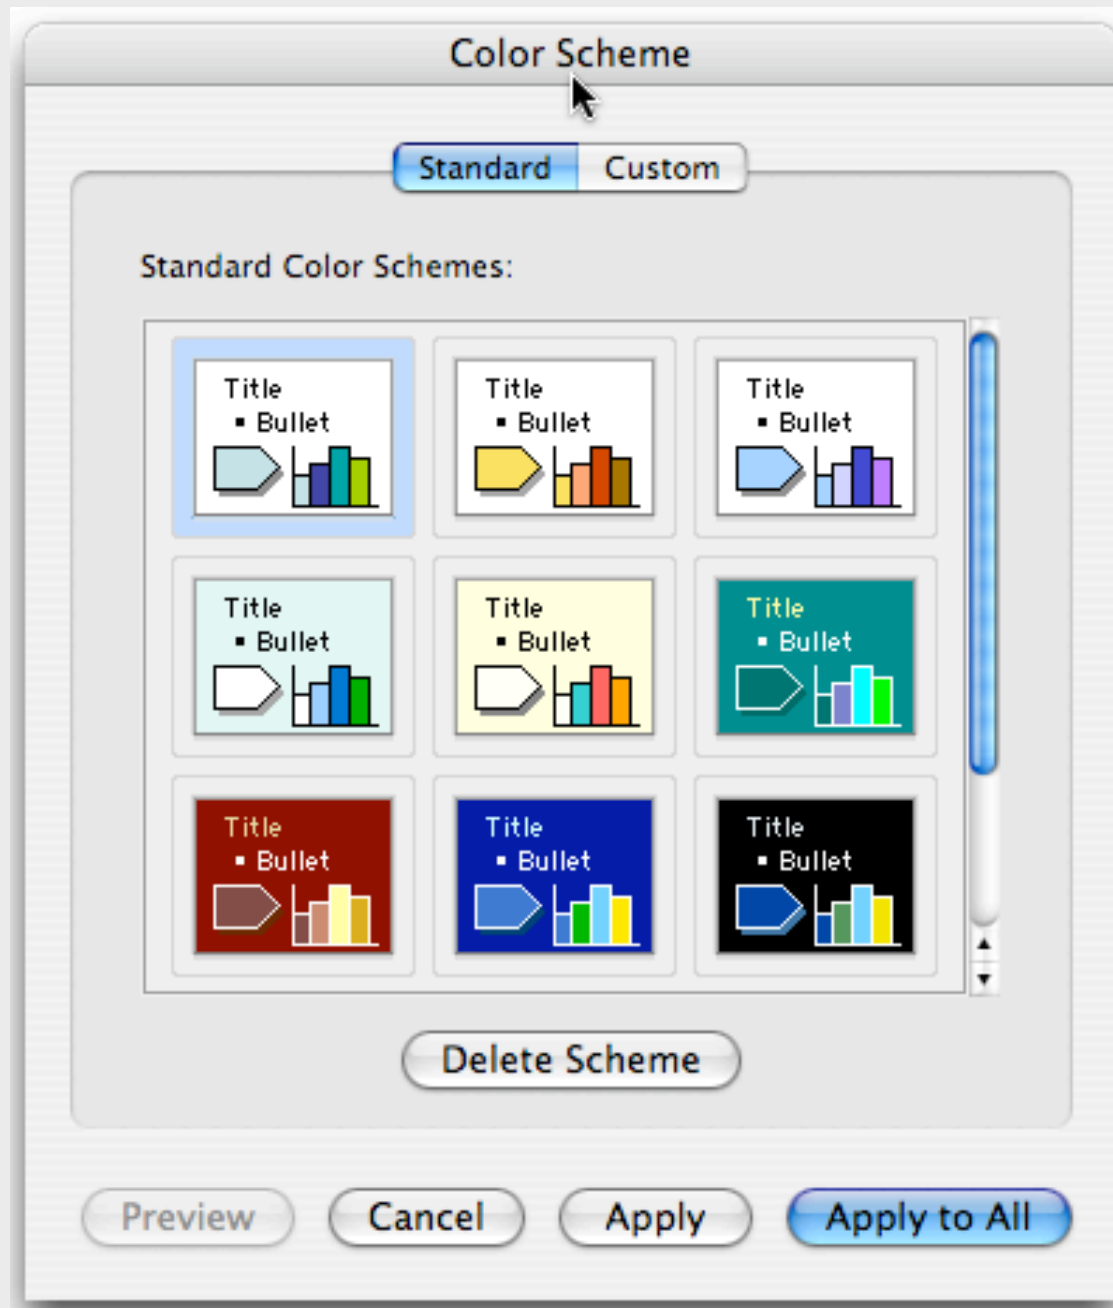 Color Scheme
Standard Custom
Standard Color Schemes:
Title Title Title
▪ Bullet ▪ Bullet ▪ Bullet
Title Title Title
▪ Bullet ▪ Bullet ▪ Bullet
Title Title Title
▪ Bullet ▪ Bullet ▪ Bullet
Delete Scheme
Preview Cancel Apply Apply to All